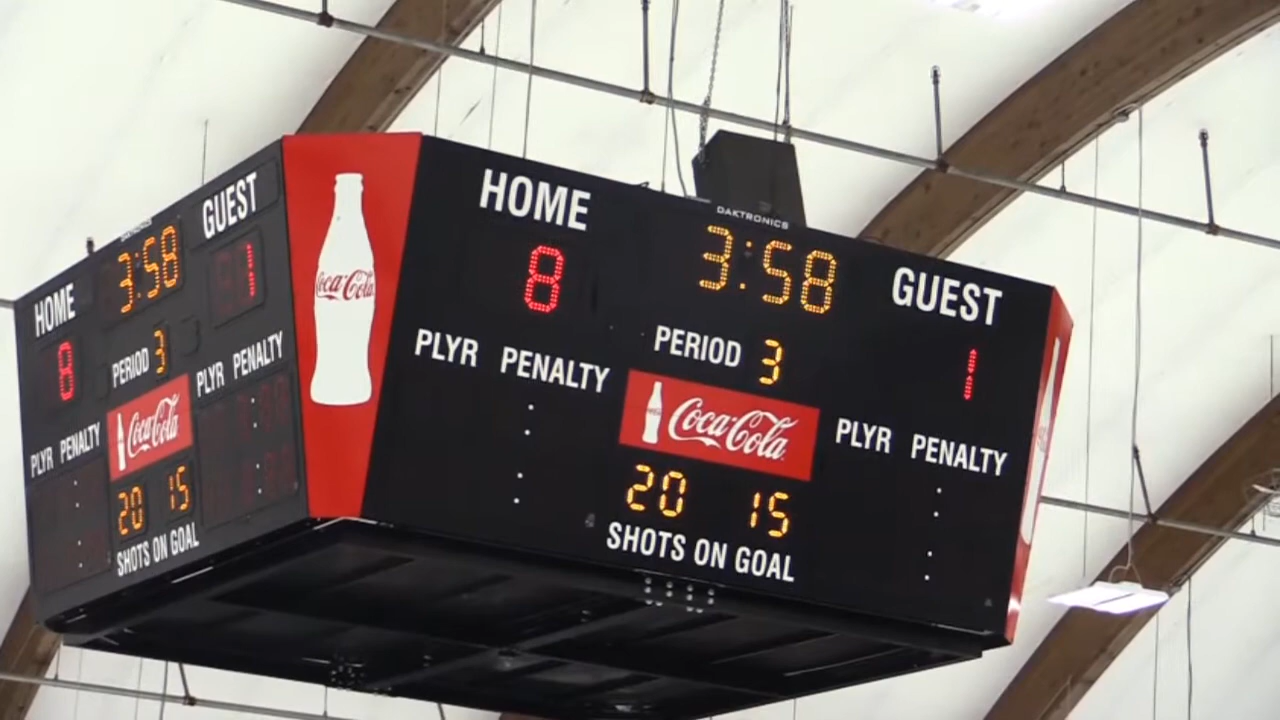 GUEST
3:58
HOME
1
8
PERIOD 3
PLYR PENALTY
Coca-Cola
PLYR PENALTY
20 15
SHOTS ON GOAL
Coca-Cola
HOME
DAKTRONICS
3:58
GUEST
8
PERIOD 3
1
PLYR PENALTY
Coca-Cola
PLYR PENALTY
20 15
SHOTS ON GOAL